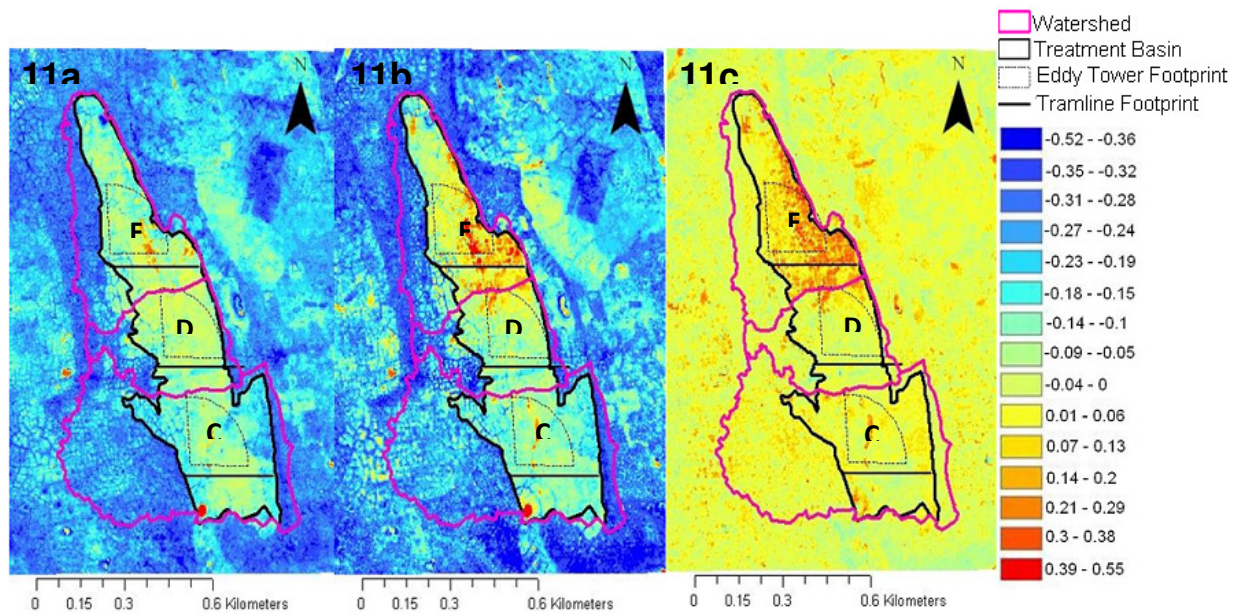 11a
11b
11c
N
N
N
D
C
D
C
D
C
0 0.15 0.3 0.6 Kilometers
0 0.15 0.3 0.6 Kilometers
0 0.15 0.3 0.6 Kilometers
Watershed
Treatment Basin
Eddy Tower Footprint
Tramline Footprint
-0.52 - -0.36
-0.35 - -0.32
-0.31 - -0.28
-0.27 - -0.24
-0.23 - -0.19
-0.18 - -0.15
-0.14 - -0.1
-0.09 - -0.05
-0.04 - 0
0.01 - 0.06
0.07 - 0.13
0.14 - 0.2
0.21 - 0.29
0.3 - 0.38
0.39 - 0.55